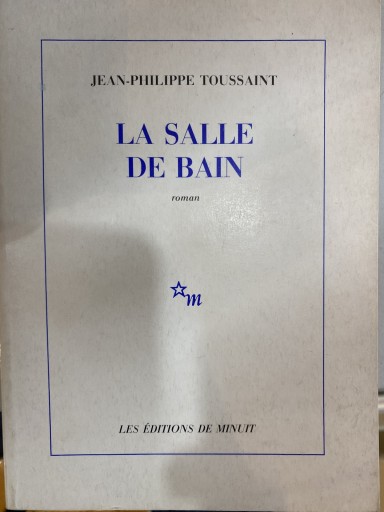 JEAN-PHILIPPE TOUSSAINT
LA SALLE
DE BAIN
roman
m
LES ÉDITIONS DE MINUIT